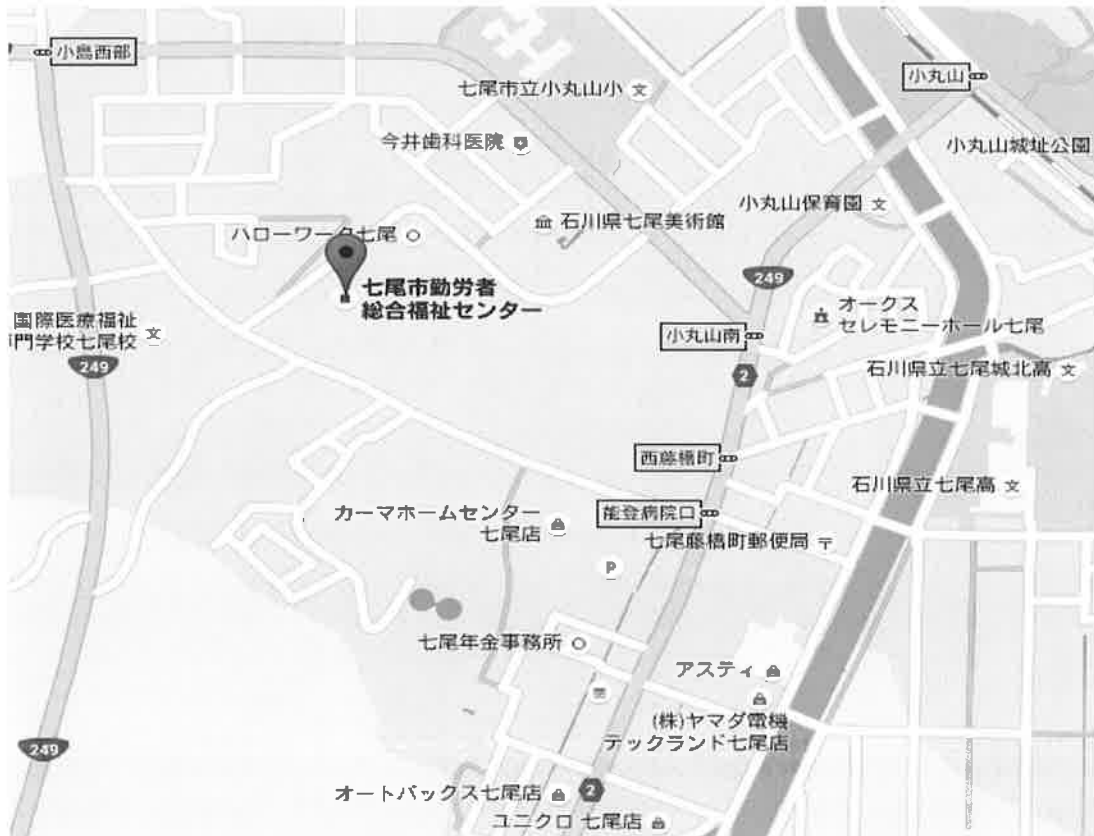 小島西部
小丸山
七尾市立小丸山小
今井歯科医院
小丸山城址公園
小丸山保育園
石川県七尾美術館
ハローワーク七尾
249
七尾市勤労者
総合福祉センター
オークス
セレモニーホール七尾
国際医療福祉
門学校七尾校
小丸山南
249
2
石川県立七尾城北高
西藤橋町
石川県立七尾高
カーマホームセンター
七尾店
能登病院口
七尾藤橋町郵便局
P
七尾年金事務所
アスティ
(株)ヤマダ電機
テックランド七尾店
249
オートバックス七尾店
2
ユニクロ 七尾店